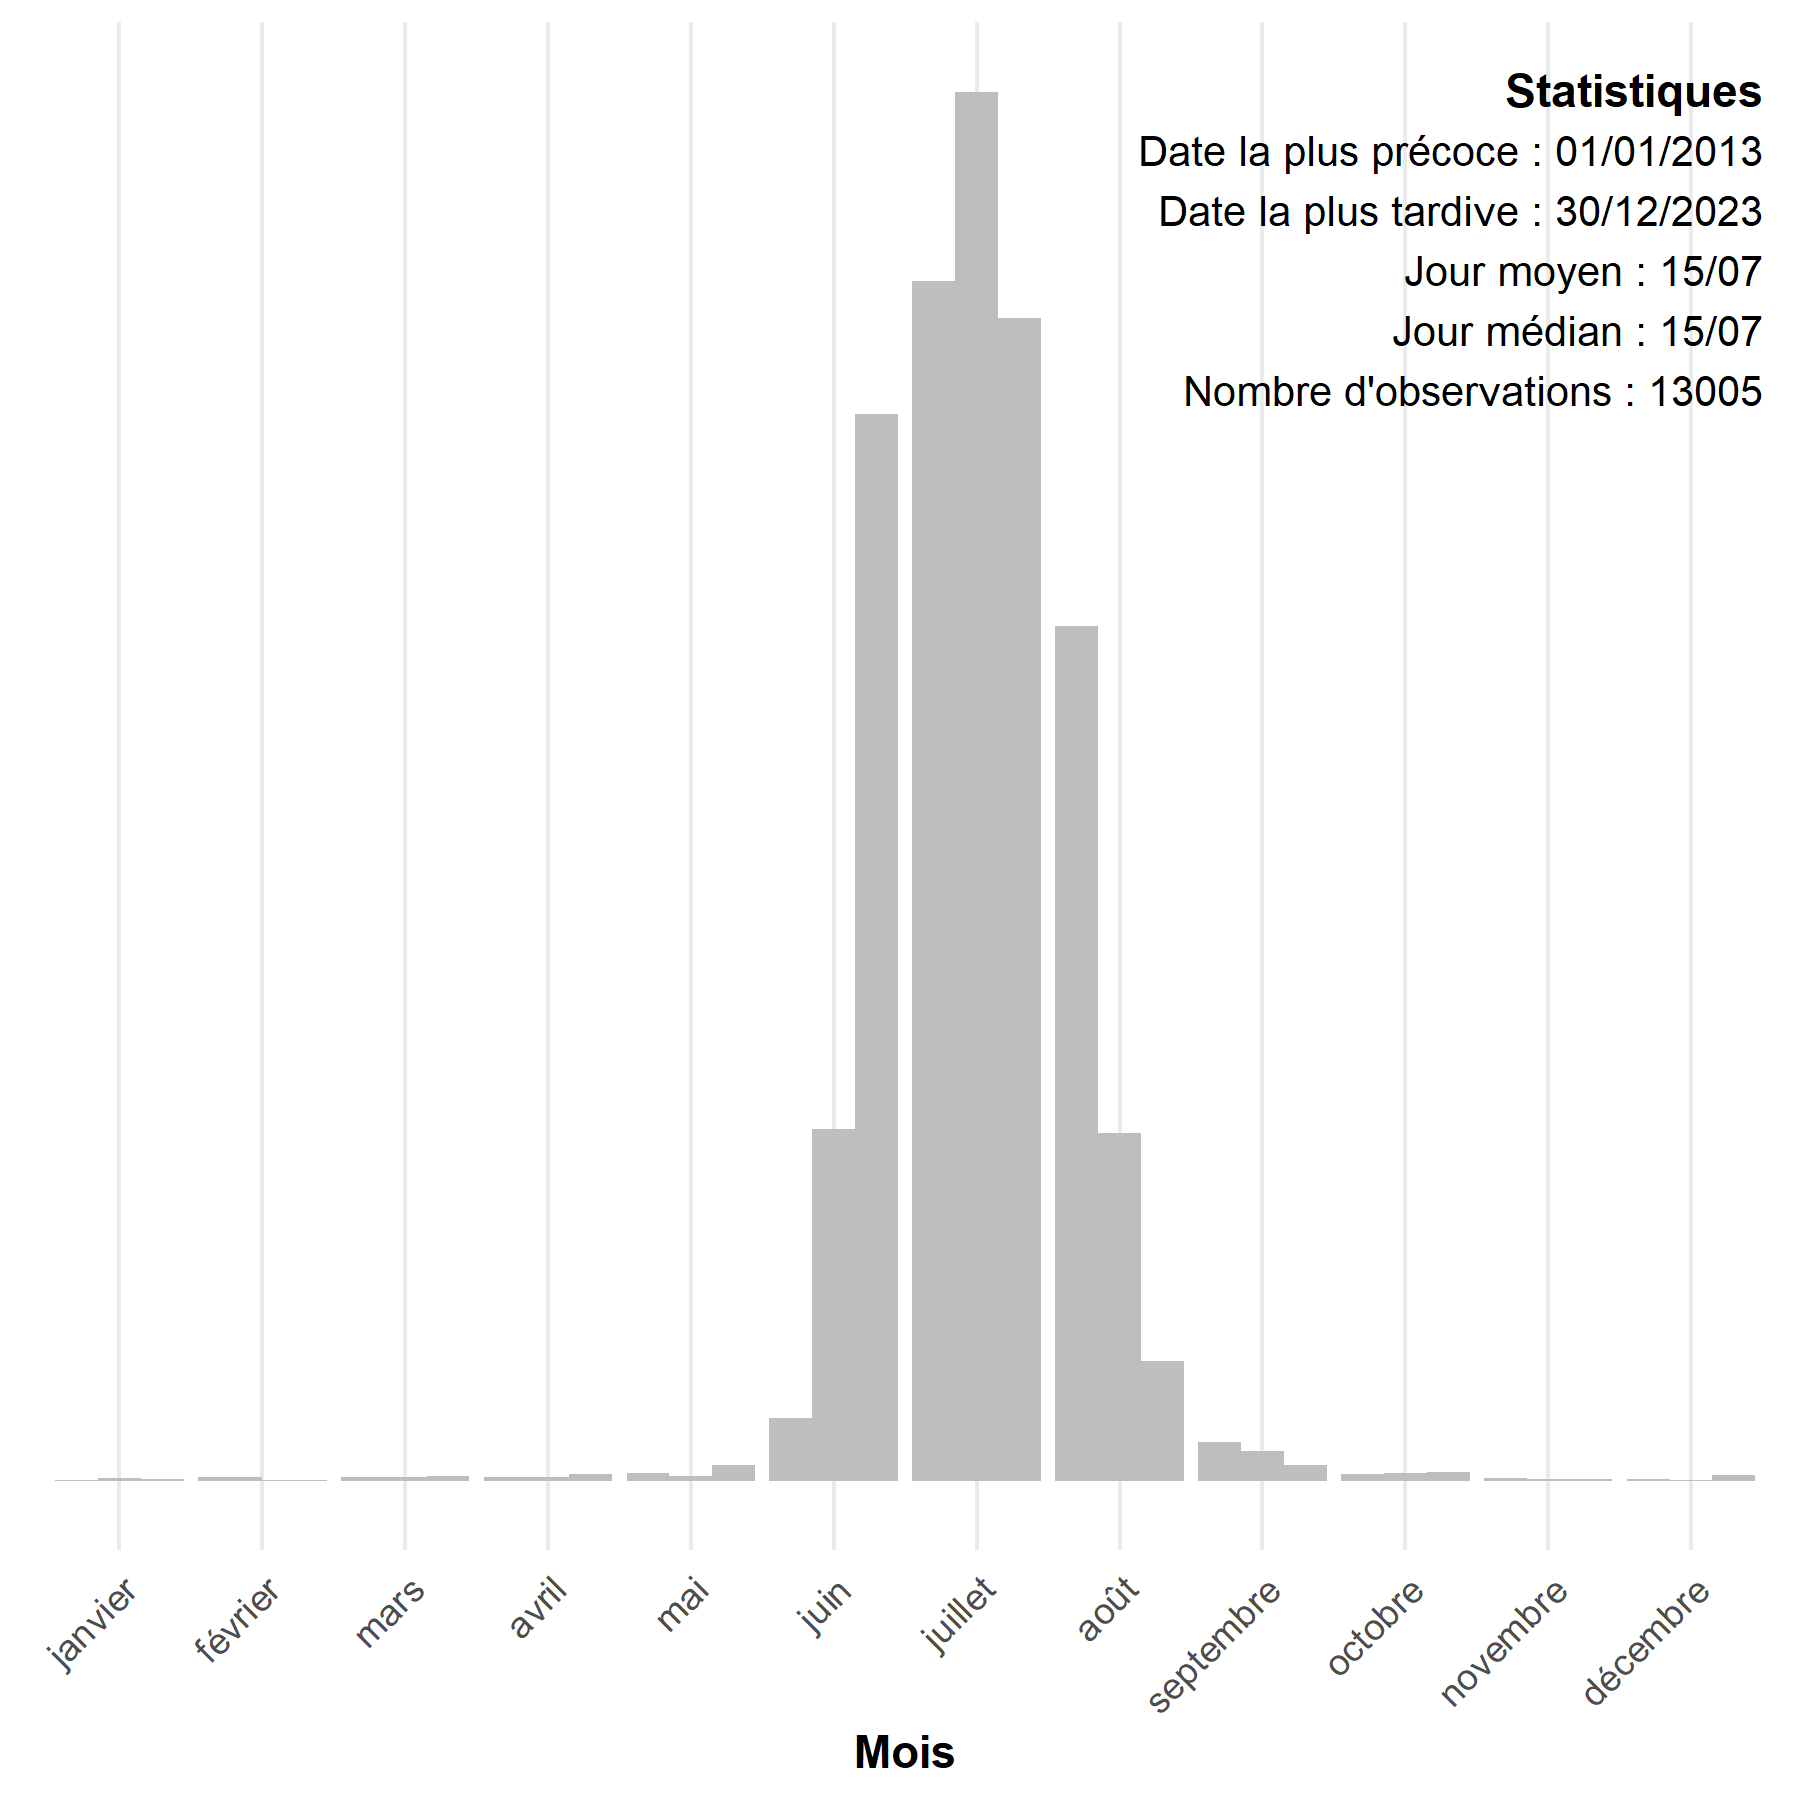 Statistiques
Date la plus précoce : 01/01/2013
Date la plus tardive : 30/12/2023
Jour moyen : 15/07
Jour médian : 15/07
Nombre d'observations : 13005
janvier
février
mars
avril
mai
juin
juillet
août
septembre
octobre
novembre
décembre
Mois